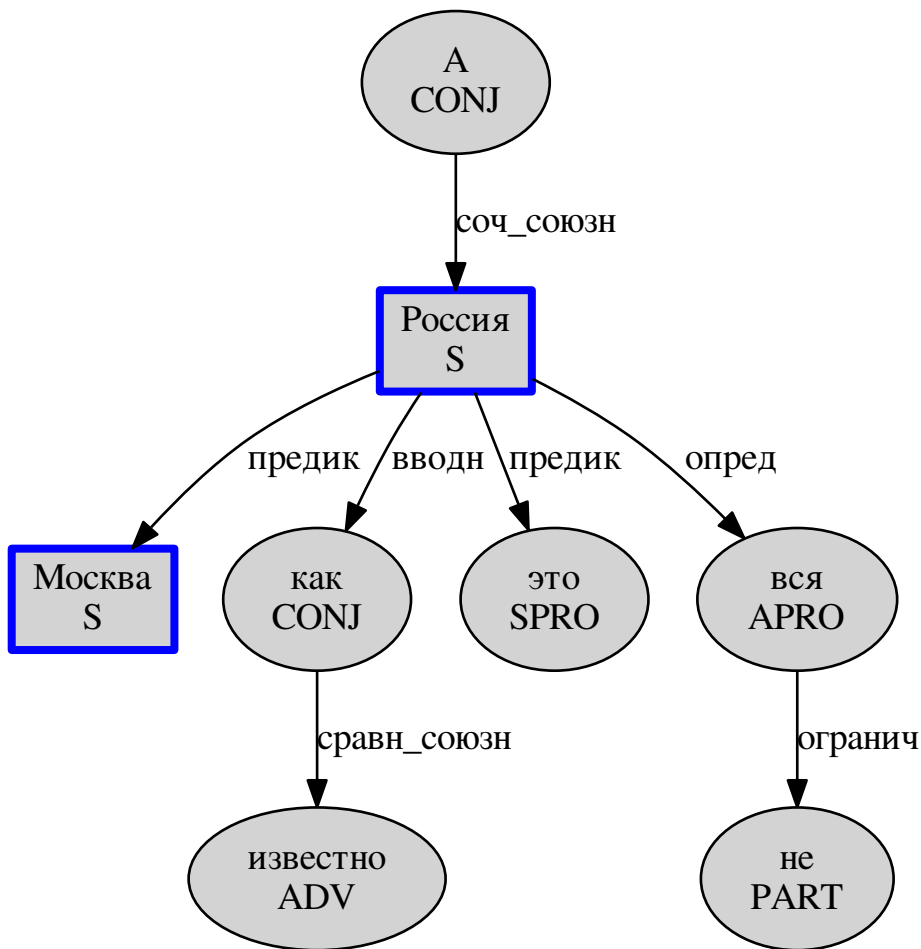 А
CONJ
соч_союзн
Россия
S
предик
вводн
предик
опред
Москва
S
как
CONJ
это
SPRO
вся
APRO
сравн_союзн
огранич
известно
ADV
не
PART